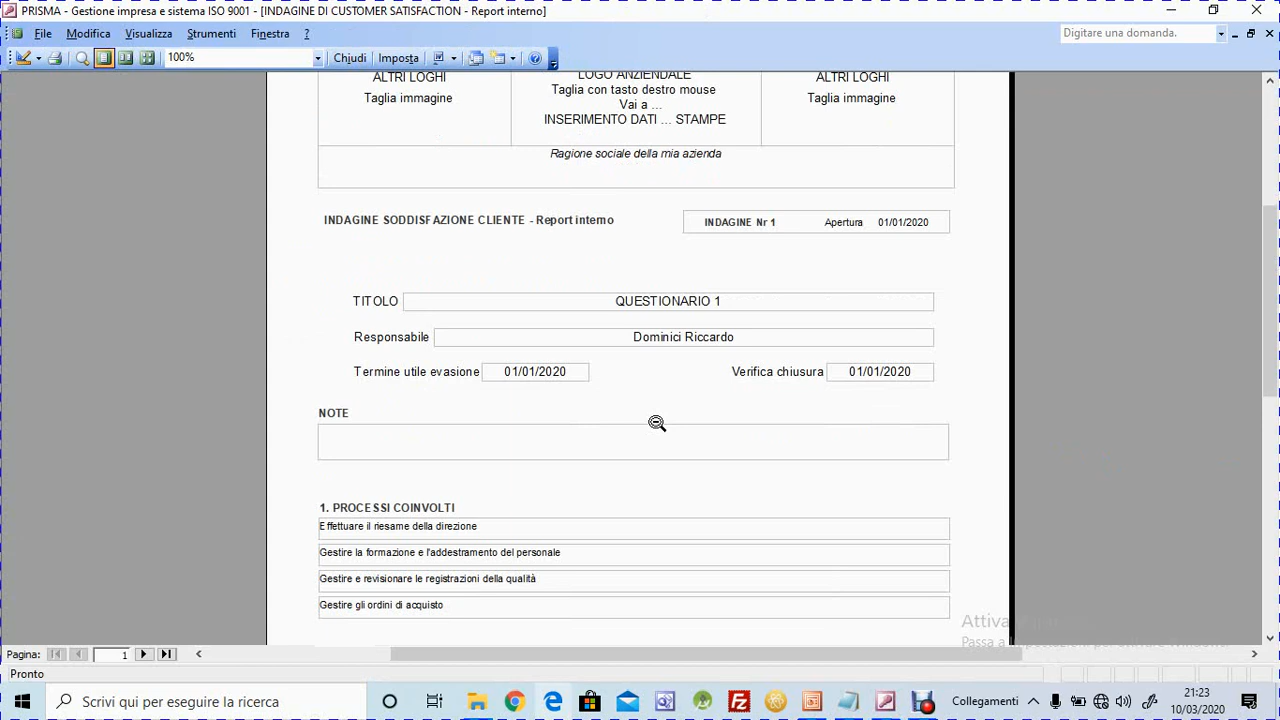 PRISMA - Gestione impresa e sistema ISO 9001 - [INDAGINE DI CUSTOMER SATISFACTION - Report interno]
File Modifica Visualizza Strumenti Finestra ? Digitare una domanda.
100% Chiudi Imposta
ALTRI LOGHI
Taglia immagine
LOGO ANZIENDALE
Taglia con tasto destro mouse
Vai a ...
INSERIMENTO DATI ... STAMPE
ALTRI LOGHI
Taglia immagine
Ragione sociale della mia azienda
INDAGINE SODDISFAZIONE CLIENTE - Report interno
INDAGINE Nr 1 Apertura 01/01/2020
TITOLO QUESTIONARIO 1
Responsabile Dominici Riccardo
Termine utile evasione 01/01/2020 Verifica chiusura 01/01/2020
NOTE
1. PROCESSI COINVOLTI
Effettuare il riesame della direzione
Gestire la formazione e l'addestramento del personale
Gestire e revisionare le registrazioni della qualità
Gestire gli ordini di acquisto
Attiva
Passa a
Pagina: 1
Pronto
Scrivi qui per eseguire la ricerca
Collegamenti
21:23
10/03/2020